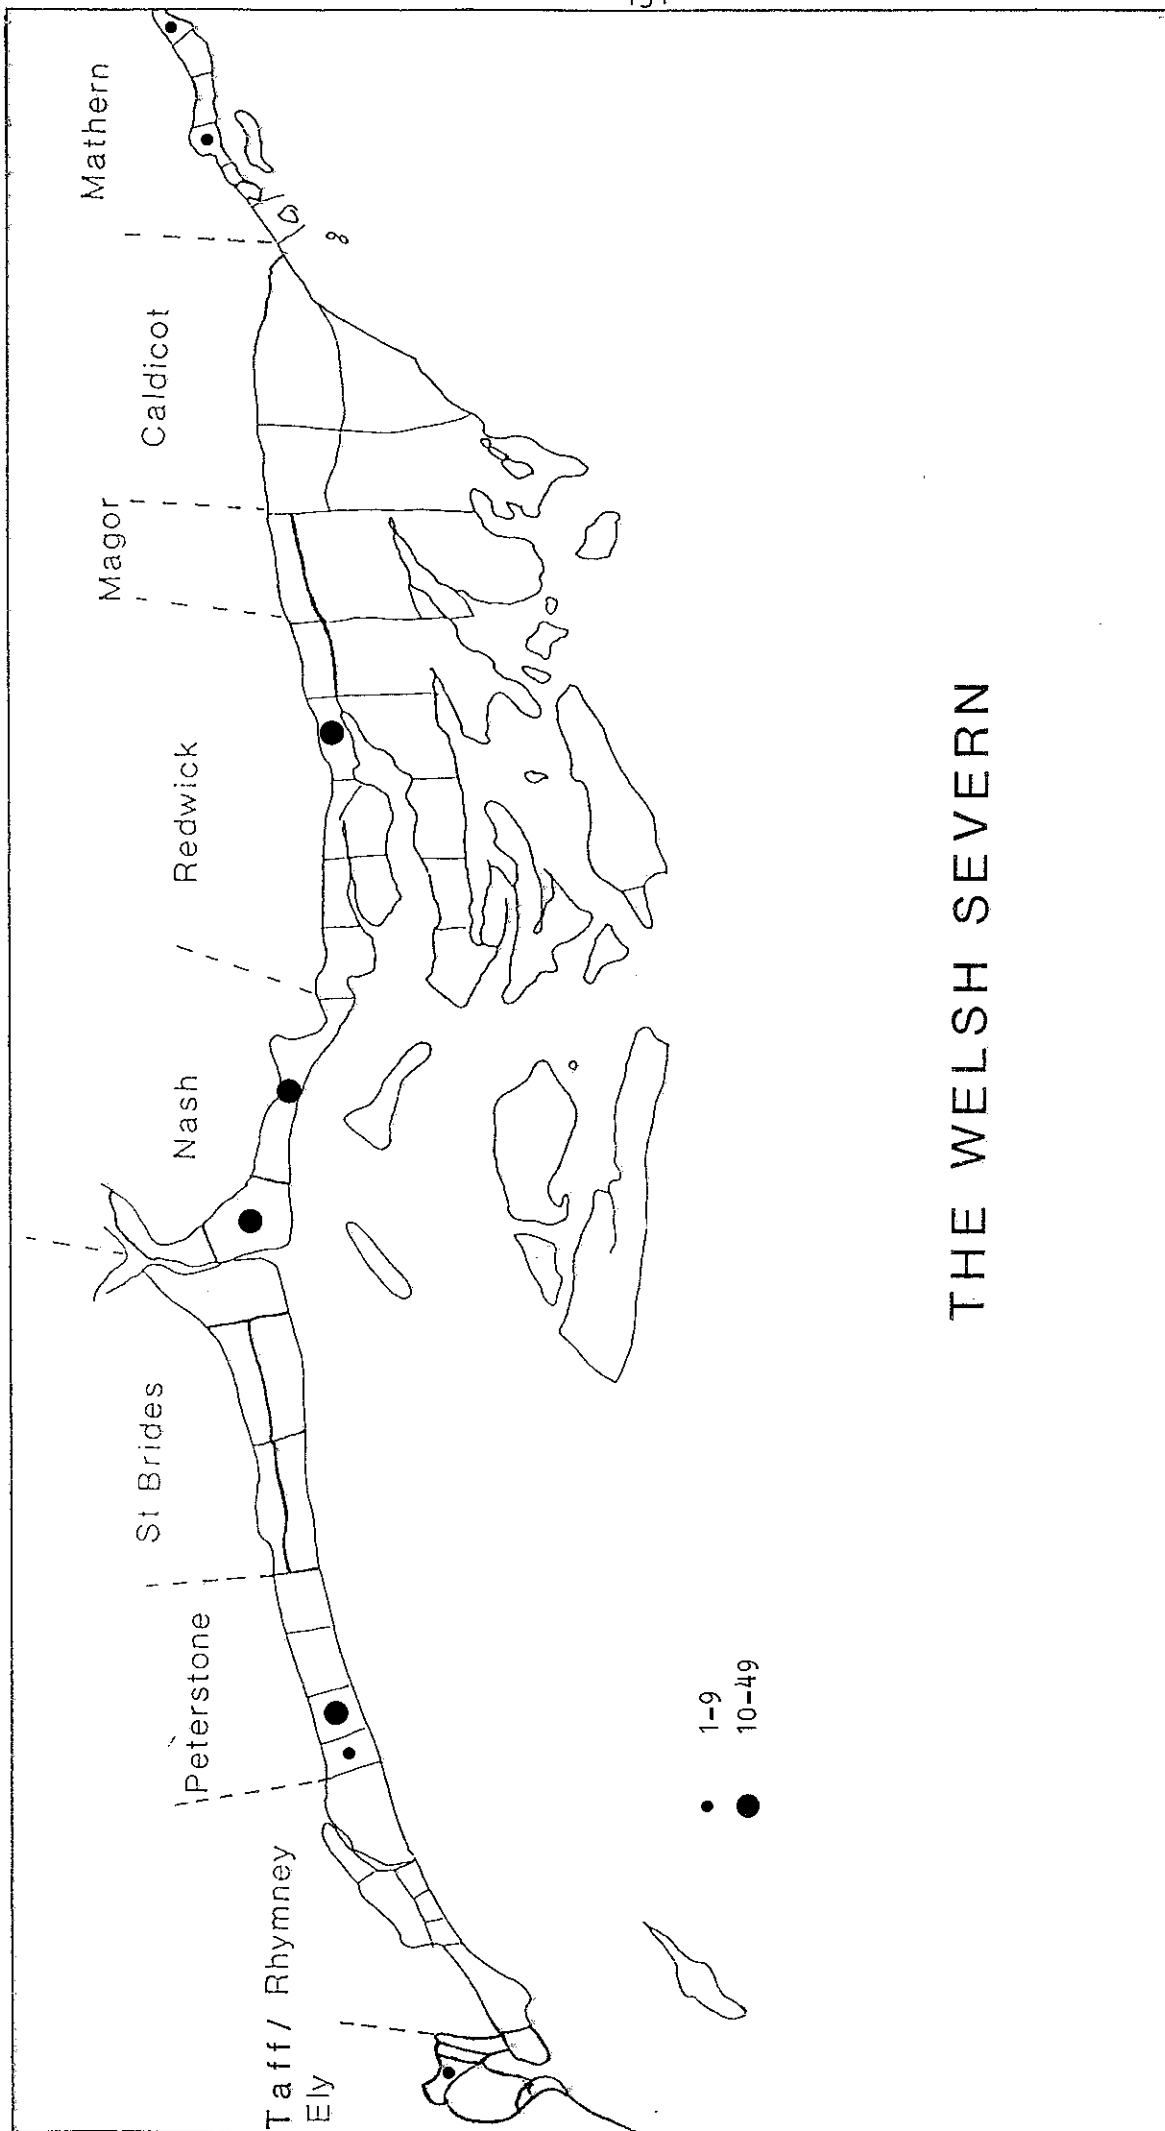 Mathern
Caldicot
Magor
Redwick
Nash
St Brides
Peterstone
Taff / Rhymney
Ely
1-9
10-49
THE WELSH SEVERN